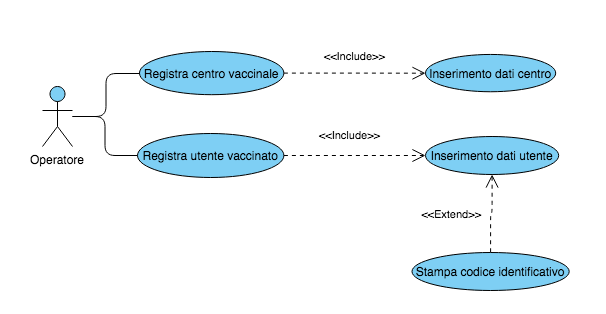 <<Include>>
Registra centro vaccinale
Inserimento dati centro
<<Include>>
Operatore
Registra utente vaccinato
Inserimento dati utente
<<Extend>>
Stampa codice identificativo